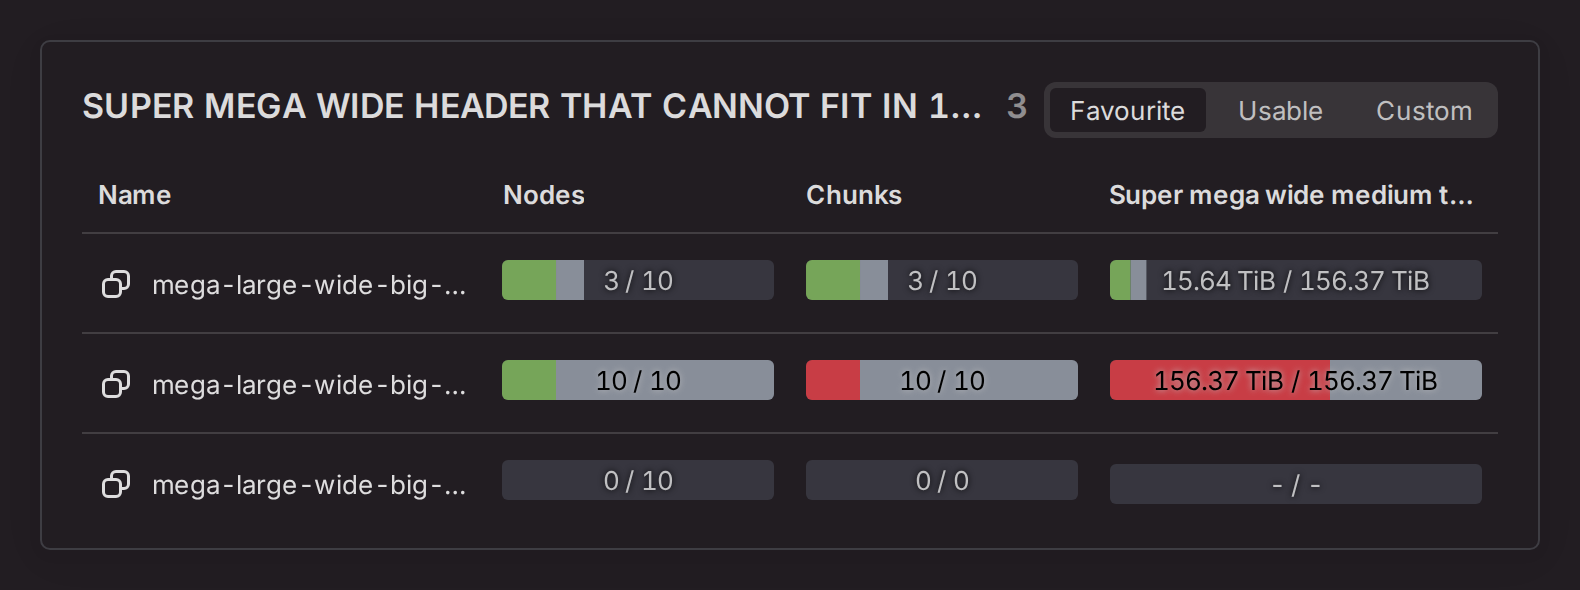 SUPER MEGA WIDE HEADER THAT CANNOT FIT IN 1... 3 Favourite Usable Custom
Name Nodes Chunks Super mega wide medium t...
mega-large-wide-big-... 3 / 10 3 / 10 15.64 TiB / 156.37 TiB
mega-large-wide-big-... 10 / 10 10 / 10 156.37 TiB / 156.37 TiB
mega-large-wide-big-... 0 / 10 0 / 0 - / -